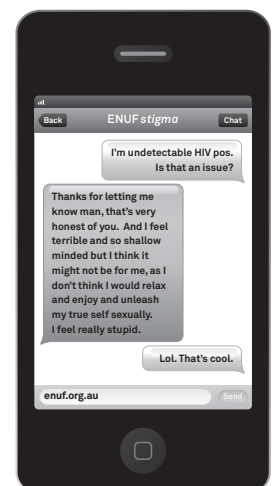 Back
ENUF stigma
Chat
I'm undetectable HIV pos.
Is that an issue?
Thanks for letting me
know man, that's very
honest of you. And I feel
terrible and so shallow
minded but I think it
might not be for me, as I
don't think I would relax
and enjoy and unleash
my true self sexually.
I feel really stupid.
Lol. That's cool.
enuf.org.au
Send